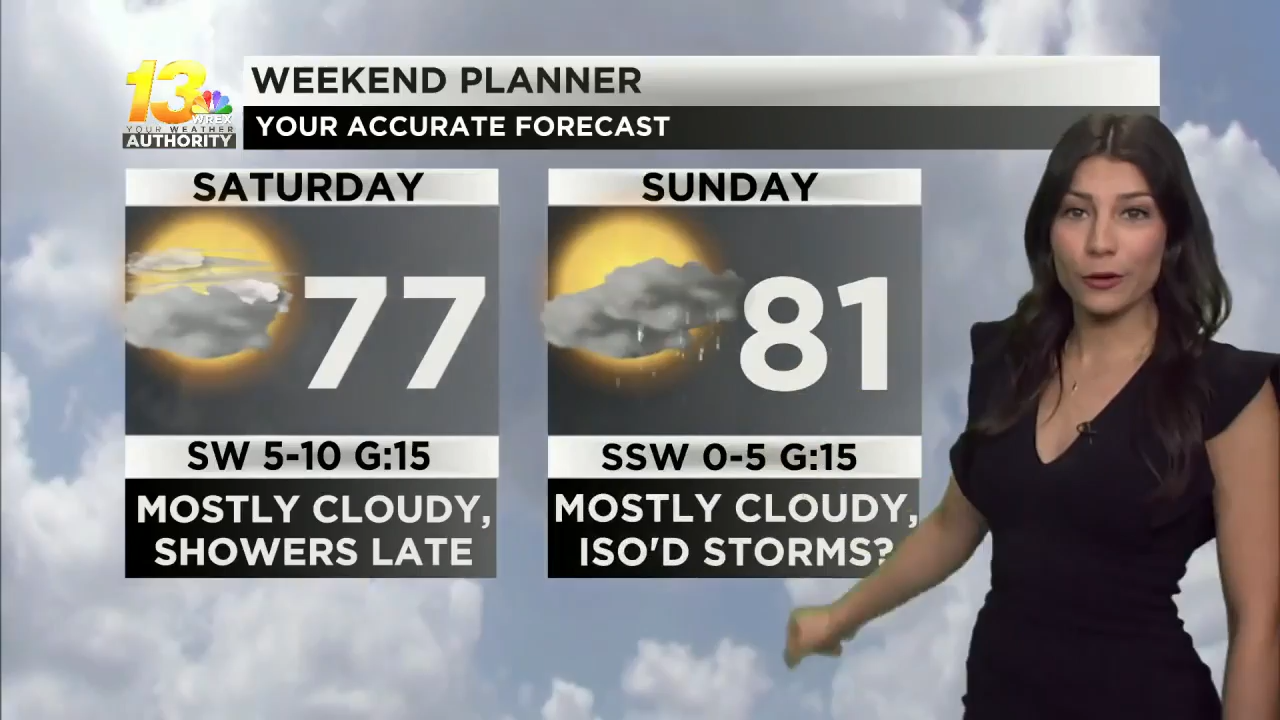 13
WREX
YOUR WEATHER
AUTHORITY
WEEKEND PLANNER
YOUR ACCURATE FORECAST
SATURDAY
77
SW 5-10 G:15
MOSTLY CLOUDY,
SHOWERS LATE
SUNDAY
81
SSW 0-5 G:15
MOSTLY CLOUDY,
ISO'D STORMS?